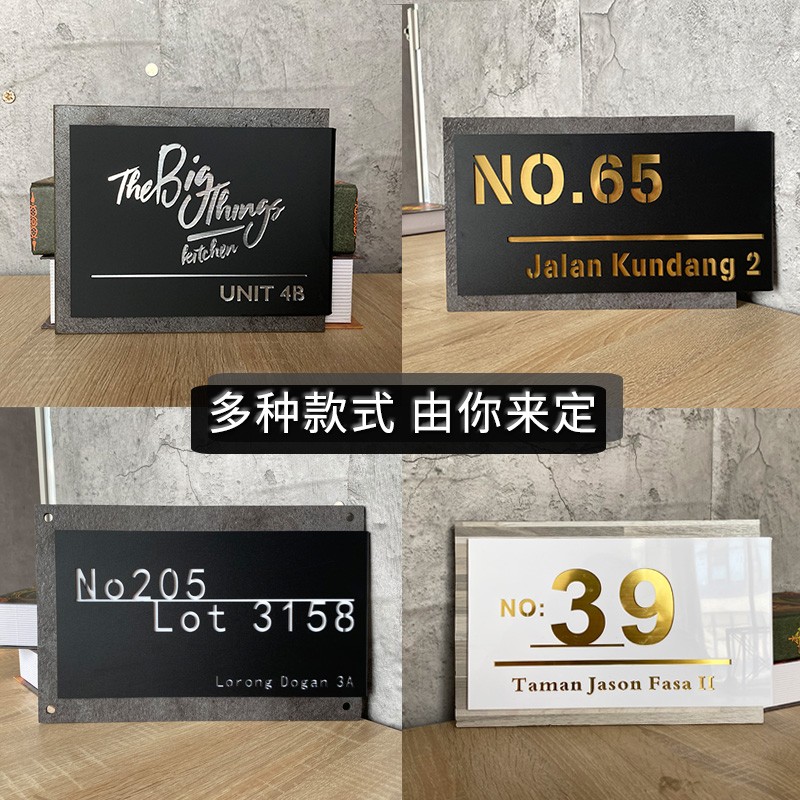 The Big
Things
kitchen
UNIT 4B
NO.65
Jalan Kundang 2
多种款式 由你来定
No205
Lot 3158
Lorong Dogan 3A
NO: 39
Taman Jason Fasa II